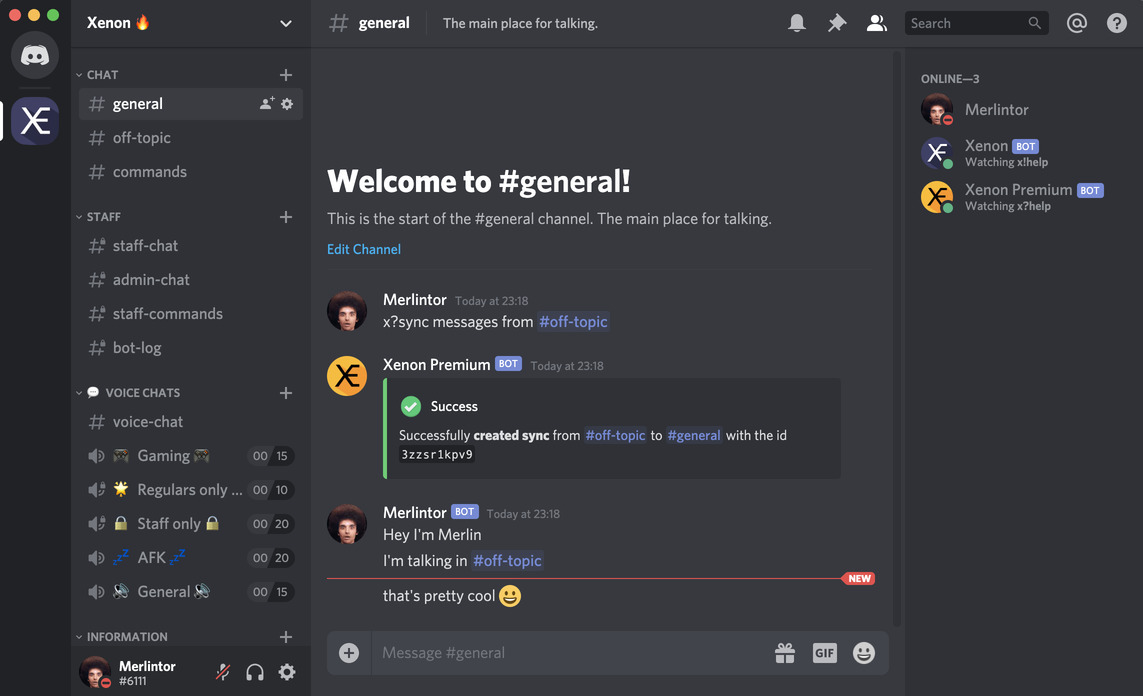 Xenon 🔥
general
The main place for talking.
Search
CHAT
general
off-topic
commands
STAFF
staff-chat
admin-chat
staff-commands
bot-log
💬 VOICE CHATS
voice-chat
🎮 Gaming 🎮 00 15
🌟 Regulars only ... 00 10
🔒 Staff only 🔒 00 20
💤 AFK 💤 00 20
🔊 General 🔊 00 15
INFORMATION
Merlintor
#6111
Welcome to #general!
This is the start of the #general channel. The main place for talking.
Edit Channel
Merlintor Today at 23:18
x?sync messages from #off-topic
Xenon Premium BOT Today at 23:18
Success
Successfully created sync from #off-topic to #general with the id
3zzsr1kpv9
Merlintor BOT Today at 23:18
Hey I'm Merlin
I'm talking in #off-topic
NEW
that's pretty cool 😀
Message #general
GIF
ONLINE—3
Merlintor
Xenon BOT
Watching x!help
Xenon Premium BOT
Watching x?help